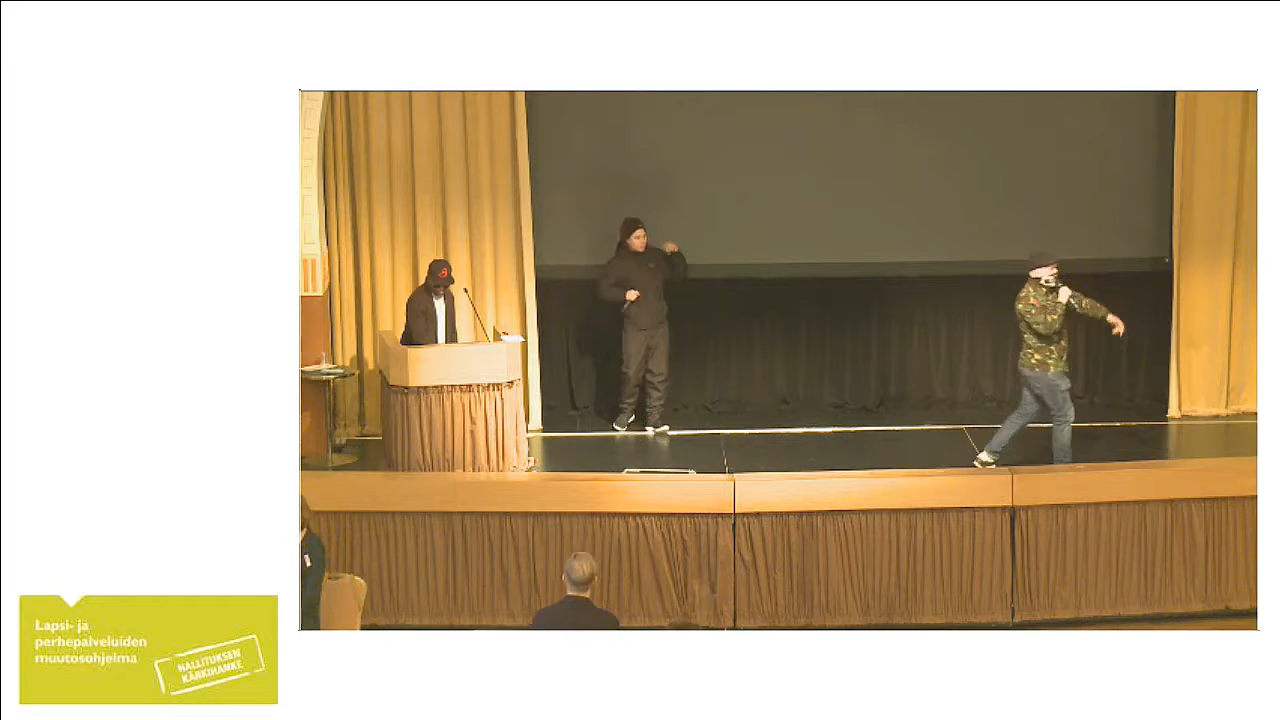 Lapsi- ja
perhepalveluiden
muutosohjelma
HALLITUKSEN
KÄRKIHANKE